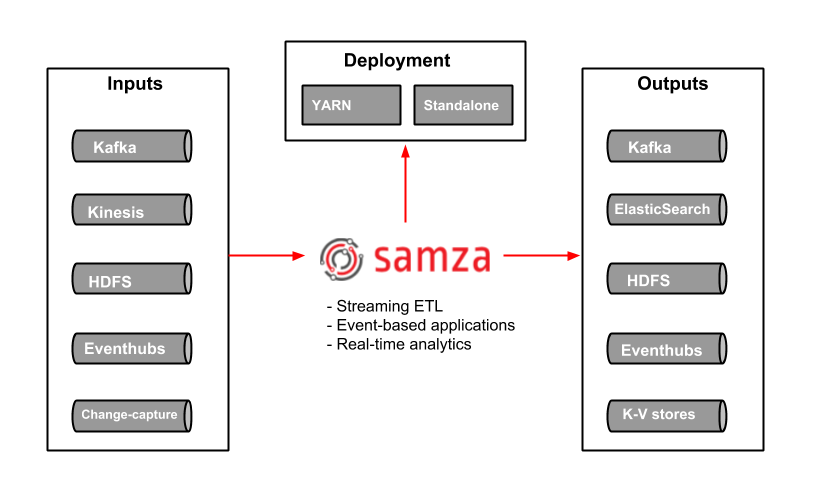 Inputs
Kafka
Kinesis
HDFS
Eventhubs
Change-capture
Deployment
YARN
Standalone
samza
- Streaming ETL
- Event-based applications
- Real-time analytics
Outputs
Kafka
ElasticSearch
HDFS
Eventhubs
K-V stores